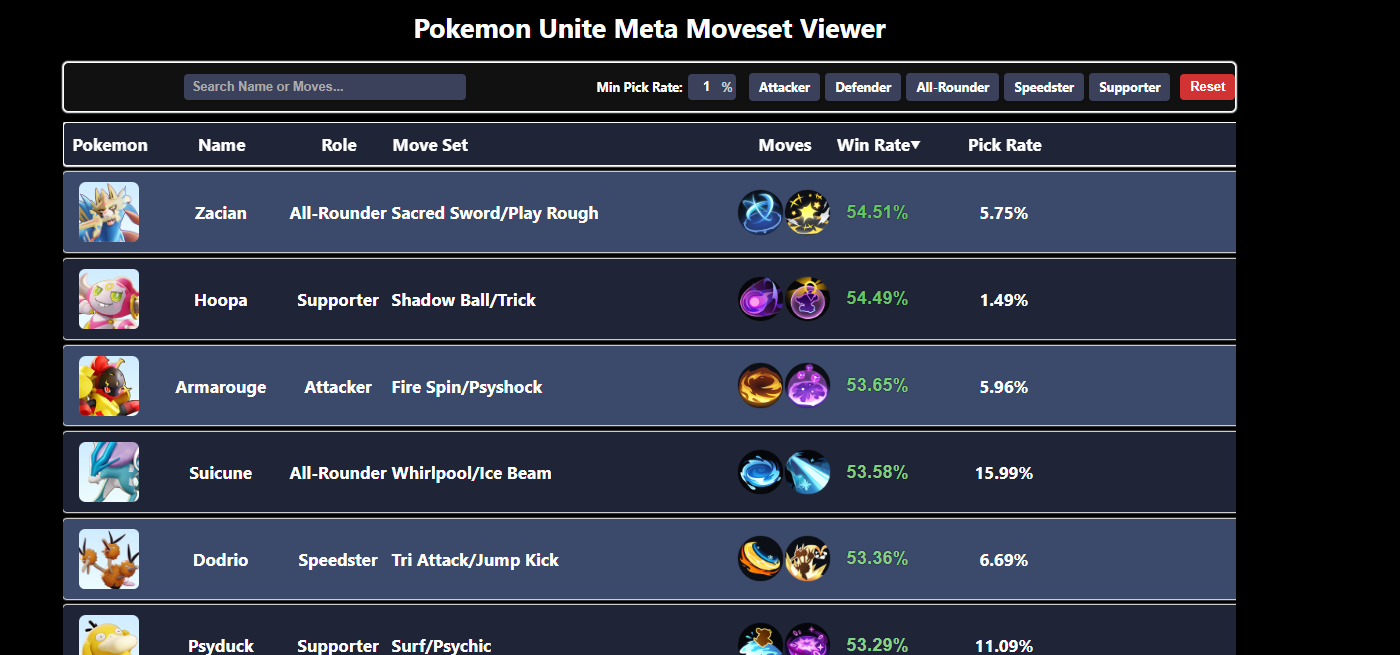 Pokemon Unite Meta Moveset Viewer
Search Name or Moves... Min Pick Rate: 1 % Attacker Defender All-Rounder Speedster Supporter Reset
Pokemon Name Role Move Set Moves Win Rate▼ Pick Rate
Zacian All-Rounder Sacred Sword/Play Rough 54.51% 5.75%
Hoopa Supporter Shadow Ball/Trick 54.49% 1.49%
Armarouge Attacker Fire Spin/Psyshock 53.65% 5.96%
Suicune All-Rounder Whirlpool/Ice Beam 53.58% 15.99%
Dodrio Speedster Tri Attack/Jump Kick 53.36% 6.69%
Psyduck Supporter Surf/Psychic 53.29% 11.09%